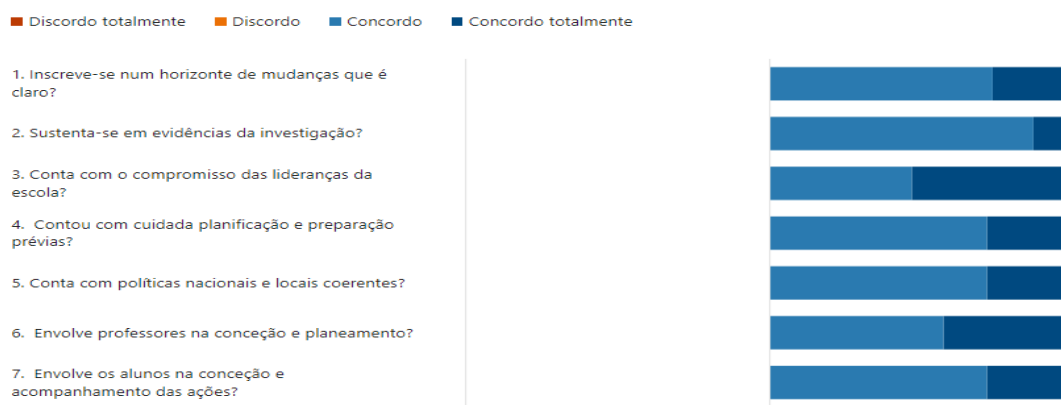 Discordo totalmente Discordo Concordo Concordo totalmente
1. Inscreve-se num horizonte de mudanças que é
claro?
2. Sustenta-se em evidências da investigação?
3. Conta com o compromisso das lideranças da
escola?
4. Contou com cuidada planificação e preparação
prévias?
5. Conta com políticas nacionais e locais coerentes?
6. Envolve professores na conceção e planeamento?
7. Envolve os alunos na conceção e
acompanhamento das ações?